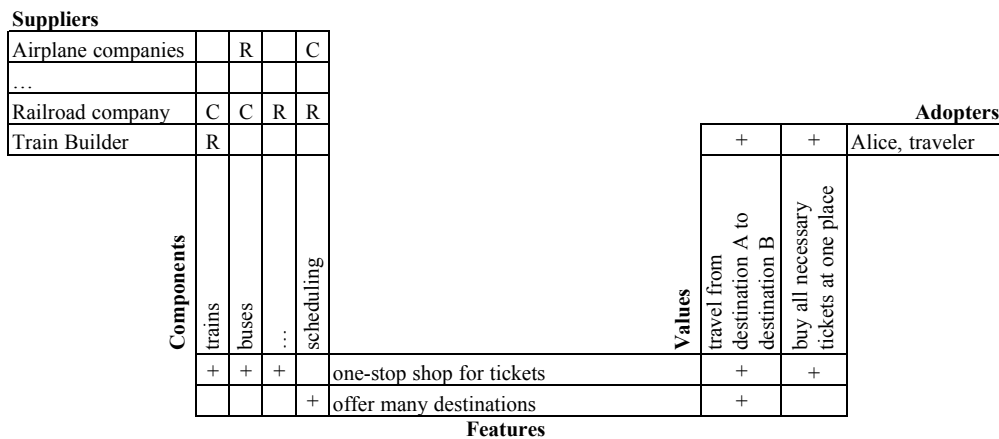 Suppliers
Airplane companies R C
…
Railroad company C C R R
Adopters
Train Builder R + + Alice, traveler
Components
trains
buses
…
scheduling
Values
travel from
destination A to
destination B
buy all necessary
tickets at one place
+ + + one-stop shop for tickets + +
+ offer many destinations +
Features